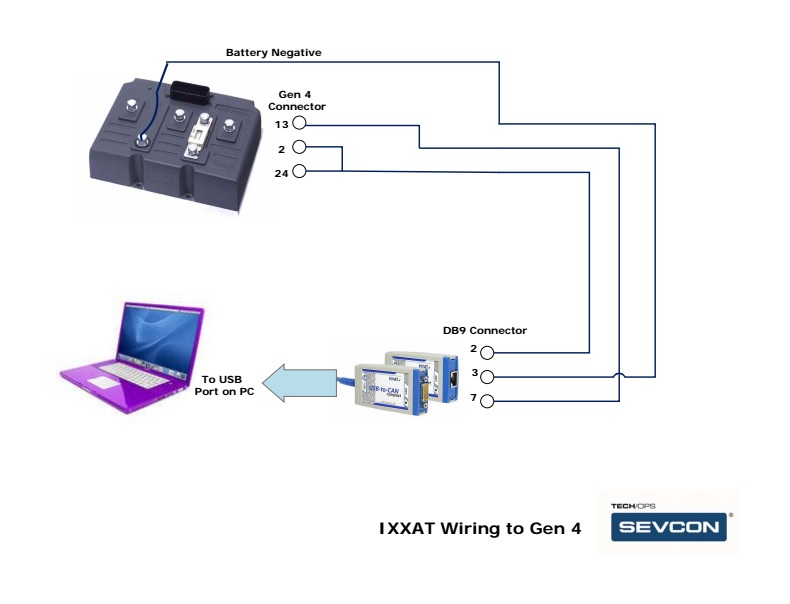 Battery Negative
Gen 4
Connector
13
2
24
DB9 Connector
2
3
7
To USB
Port on PC
USB-to-CAN
compact
IXXAT Wiring to Gen 4
TECH/OPS
SEVCON®